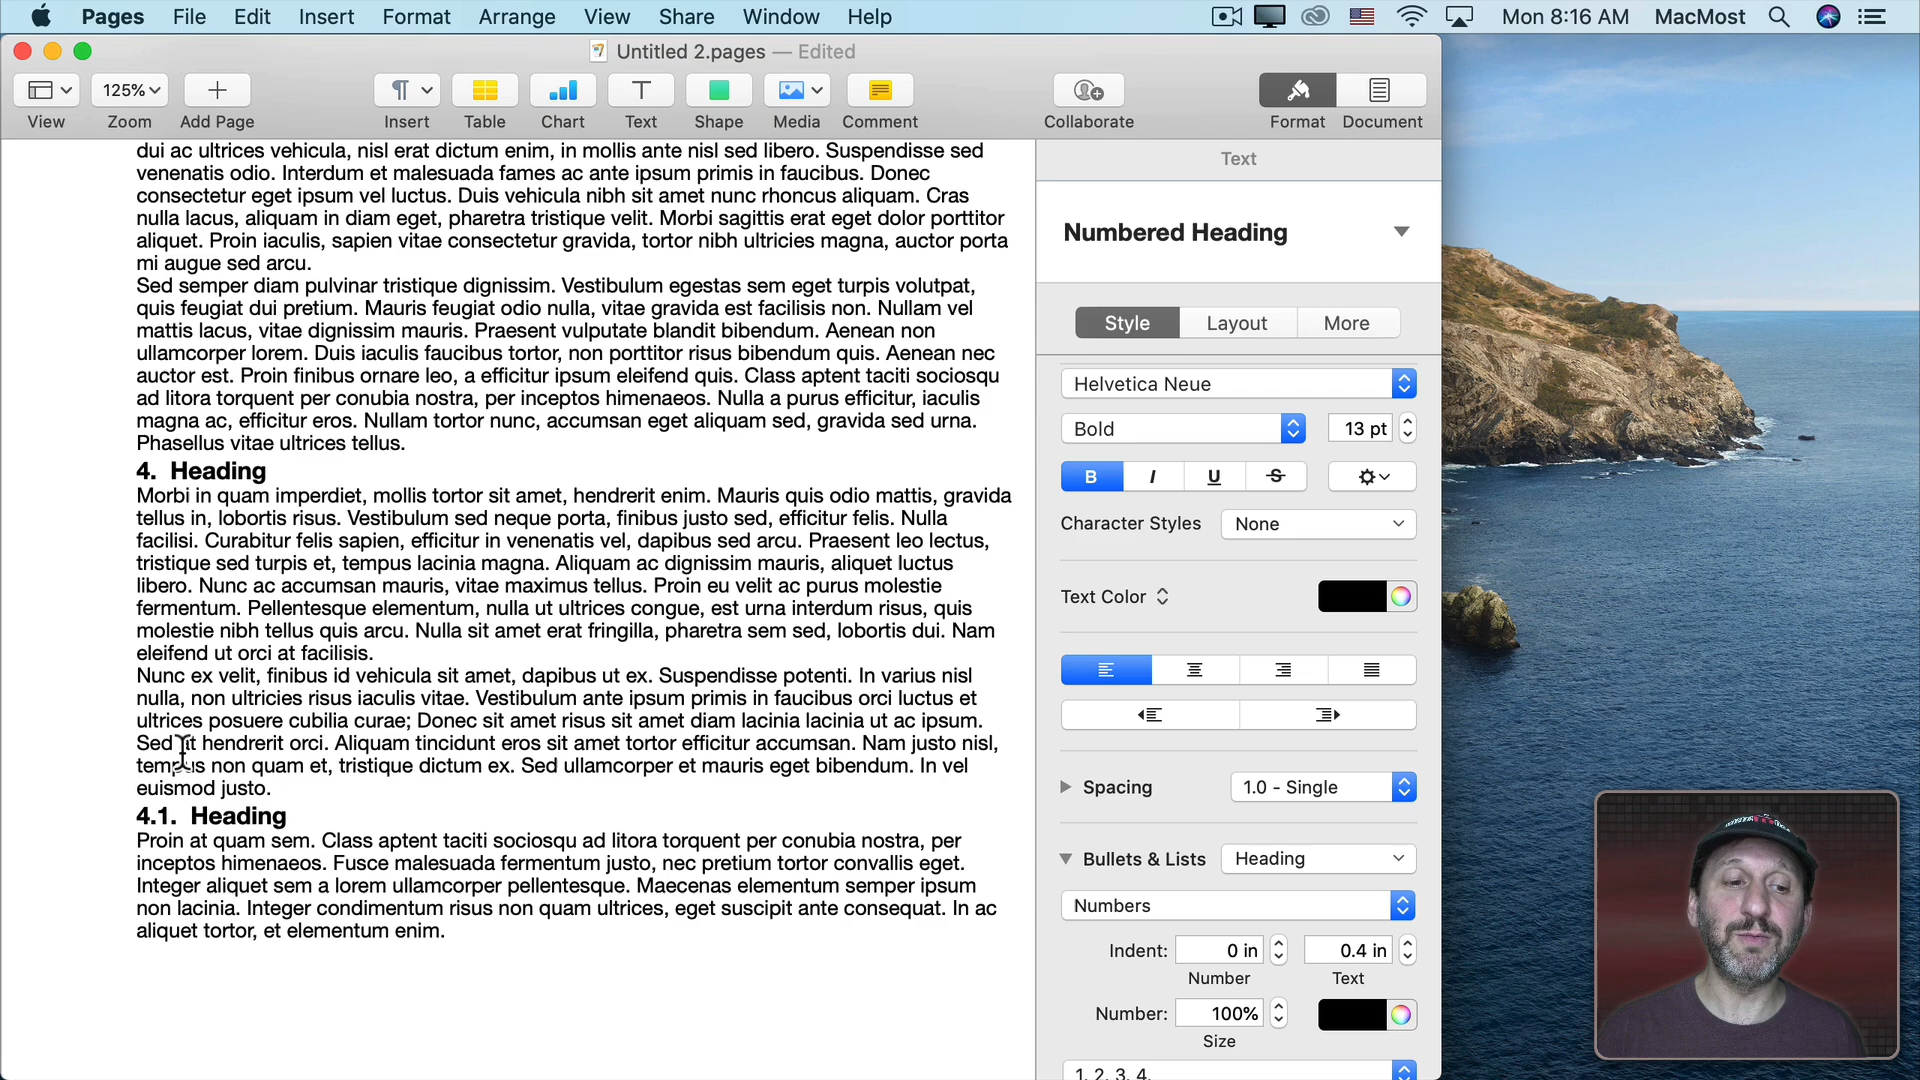 Pages File Edit Insert Format Arrange View Share Window Help Mon 8:16 AM MacMost
Untitled 2.pages — Edited
125%
View Zoom Add Page Insert Table Chart Text Shape Media Comment Collaborate Format Document
dui ac ultrices vehicula, nisl erat dictum enim, in mollis ante nisl sed libero. Suspendisse sed
venenatis odio. Interdum et malesuada fames ac ante ipsum primis in faucibus. Donec
consectetur eget ipsum vel luctus. Duis vehicula nibh sit amet nunc rhoncus aliquam. Cras
nulla lacus, aliquam in diam eget, pharetra tristique velit. Morbi sagittis erat eget dolor porttitor
aliquet. Proin iaculis, sapien vitae consectetur gravida, tortor nibh ultricies magna, auctor porta
mi augue sed arcu.
Sed semper diam pulvinar tristique dignissim. Vestibulum egestas sem eget turpis volutpat,
quis feugiat dui pretium. Mauris feugiat odio nulla, vitae gravida est facilisis non. Nullam vel
mattis lacus, vitae dignissim mauris. Praesent vulputate blandit bibendum. Aenean non
ullamcorper lorem. Duis iaculis faucibus tortor, non porttitor risus bibendum quis. Aenean nec
auctor est. Proin finibus ornare leo, a efficitur ipsum eleifend quis. Class aptent taciti sociosqu
ad litora torquent per conubia nostra, per inceptos himenaeos. Nulla a purus efficitur, iaculis
magna ac, efficitur eros. Nullam tortor nunc, accumsan eget aliquam sed, gravida sed urna.
Phasellus vitae ultrices tellus.
4. Heading
Morbi in quam imperdiet, mollis tortor sit amet, hendrerit enim. Mauris quis odio mattis, gravida
tellus in, lobortis risus. Vestibulum sed neque porta, finibus justo sed, efficitur felis. Nulla
facilisi. Curabitur felis sapien, efficitur in venenatis vel, dapibus sed arcu. Praesent leo lectus,
tristique sed turpis et, tempus lacinia magna. Aliquam ac dignissim mauris, aliquet luctus
libero. Nunc ac accumsan mauris, vitae maximus tellus. Proin eu velit ac purus molestie
fermentum. Pellentesque elementum, nulla ut ultrices congue, est urna interdum risus, quis
molestie nibh tellus quis arcu. Nulla sit amet erat fringilla, pharetra sem sed, lobortis dui. Nam
eleifend ut orci at facilisis.
Nunc ex velit, finibus id vehicula sit amet, dapibus ut ex. Suspendisse potenti. In varius nisl
nulla, non ultricies risus iaculis vitae. Vestibulum ante ipsum primis in faucibus orci luctus et
ultrices posuere cubilia curae; Donec sit amet risus sit amet diam lacinia lacinia ut ac ipsum.
Sed hendrerit orci. Aliquam tincidunt eros sit amet tortor efficitur accumsan. Nam justo nisl,
tempus non quam et, tristique dictum ex. Sed ullamcorper et mauris eget bibendum. In vel
euismod justo.
4.1. Heading
Proin at quam sem. Class aptent taciti sociosqu ad litora torquent per conubia nostra, per
inceptos himenaeos. Fusce malesuada fermentum justo, nec pretium tortor convallis eget.
Integer aliquet sem a lorem ullamcorper pellentesque. Maecenas elementum semper ipsum
non lacinia. Integer condimentum risus non quam ultrices, eget suscipit ante consequat. In ac
aliquet tortor, et elementum enim.
Text
Numbered Heading
Style Layout More
Helvetica Neue
Bold 13 pt
B I U S
Character Styles None
Text Color
Spacing 1.0 - Single
Bullets & Lists Heading
Numbers
Indent: 0 in 0.4 in
Number Text
Number: 100%
Size
1. 2. 3. 4.